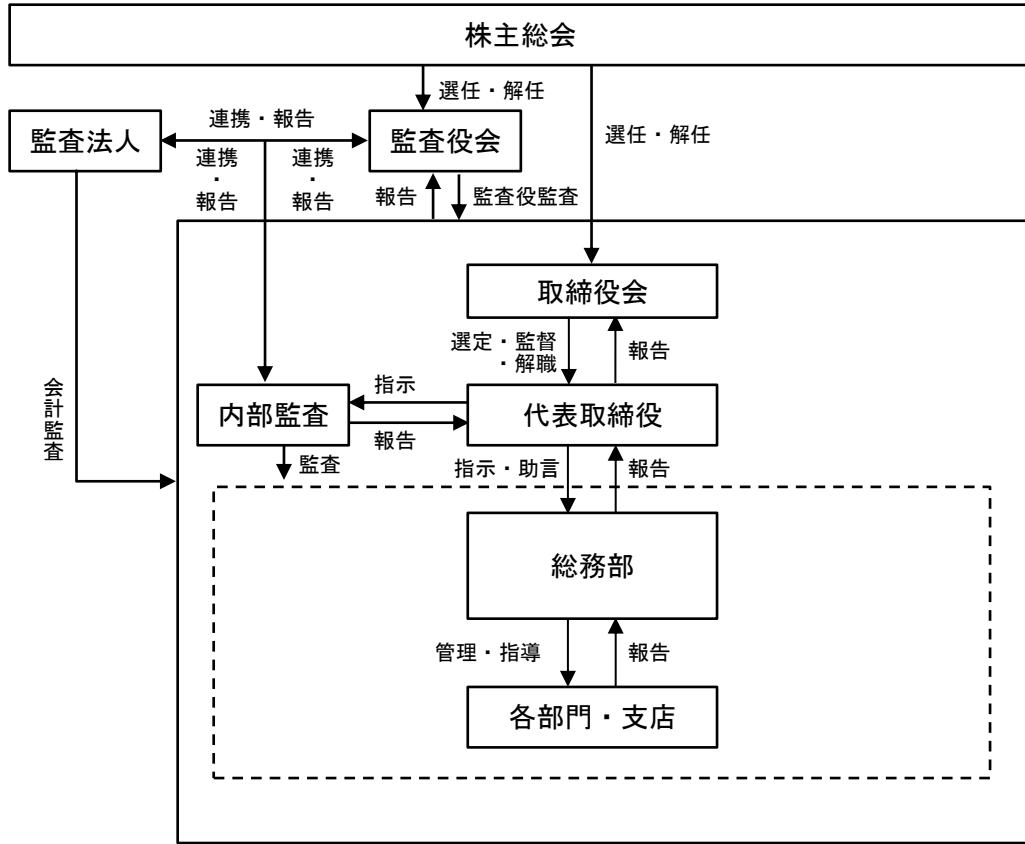 株主総会
選任・解任
選任・解任
監査法人
連携・報告
監査役会
連携
・
報告
連携
・
報告
報告
監査役監査
取締役会
選定・監督
・解職
報告
会計監査
内部監査
指示
報告
代表取締役
監査
指示・助言
報告
総務部
管理・指導
報告
各部門・支店